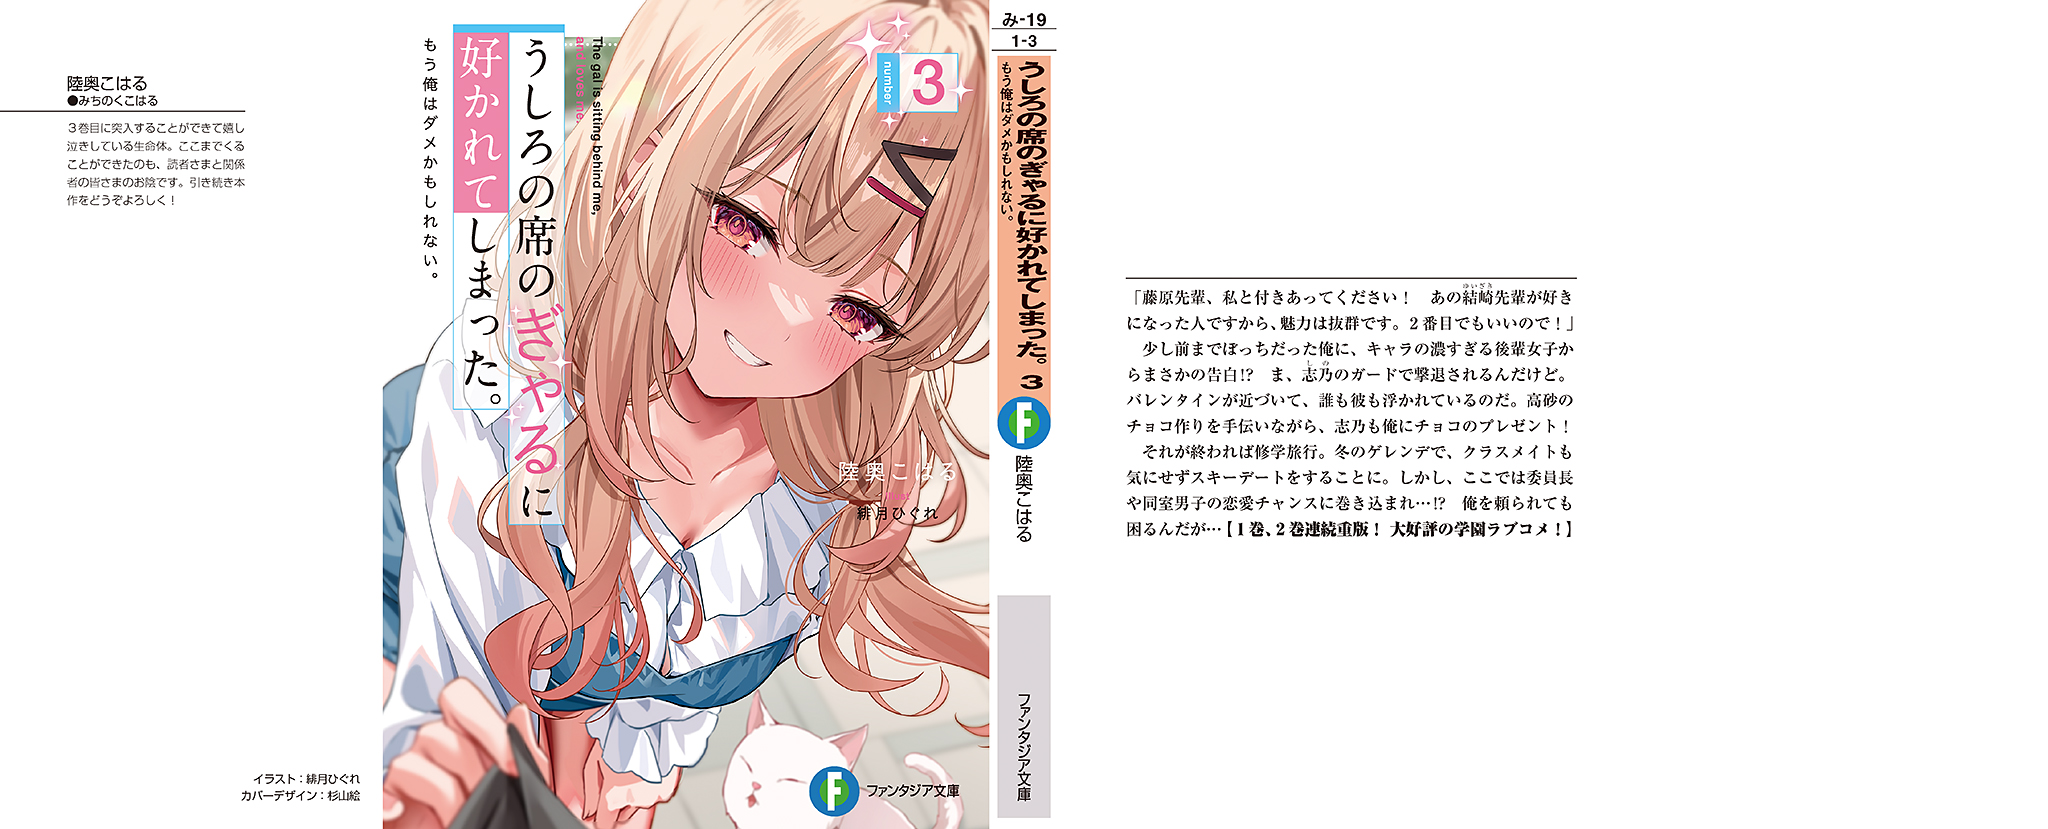 陸奥こはる
●みちのくこはる
３巻目に突入することができて嬉し
泣きしている生命体。ここまでくる
ことができたのも、読者さまと関係
者の皆さまのお陰です。引き続き本
作をどうぞよろしく！
イラスト：緋月ひぐれ
カバーデザイン：杉山絵
The gal is sitting behind me,
and loves me.
うしろの席のぎゃるに
好かれてしまった。
もう俺はダメかもしれない。
number
3
陸奥こはる
illust
緋月ひぐれ
ファンタジア文庫
み-19
1-3
うしろの席のぎゃるに好かれてしまった。 3
もう俺はダメかもしれない。
陸奥こはる
ファンタジア文庫
「藤原先輩、私と付きあってください！　あの結崎先輩が好き
になった人ですから、魅力は抜群です。２番目でもいいので！」
少し前までぼっちだった俺に、キャラの濃すぎる後輩女子か
らまさかの告白!?　ま、志乃のガードで撃退されるんだけど。
バレンタインが近づいて、誰も彼も浮かれているのだ。高砂の
チョコ作りを手伝いながら、志乃も俺にチョコのプレゼント！
それが終われば修学旅行。冬のゲレンデで、クラスメイトも
気にせずスキーデートをすることに。しかし、ここでは委員長
や同室男子の恋愛チャンスに巻き込まれ…!?　俺を頼られても
困るんだが…【１巻、２巻連続重版！ 大好評の学園ラブコメ！】